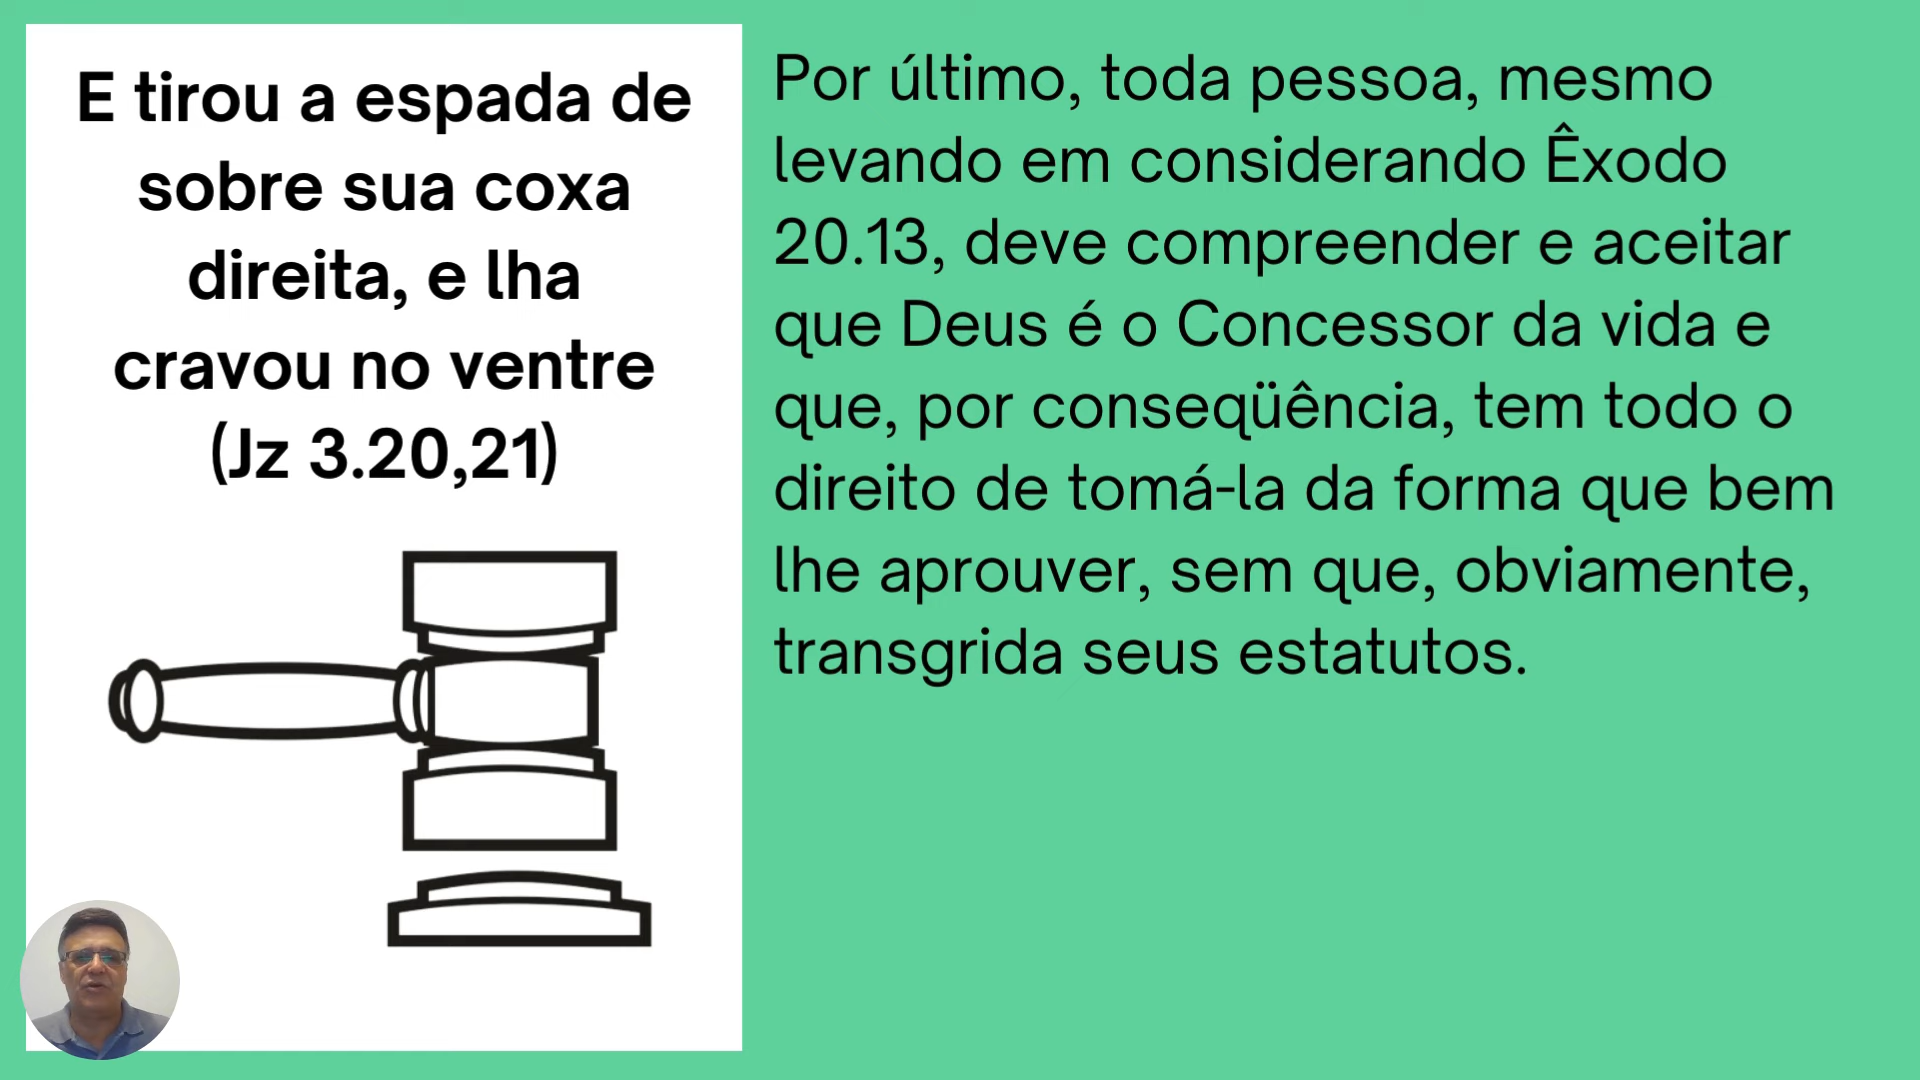 E tirou a espada de
sobre sua coxa
direita, e lha
cravou no ventre
(Jz 3.20,21)
Por último, toda pessoa, mesmo
levando em considerando Êxodo
20.13, deve compreender e aceitar
que Deus é o Concessor da vida e
que, por conseqüência, tem todo o
direito de tomá-la da forma que bem
lhe aprouver, sem que, obviamente,
transgrida seus estatutos.